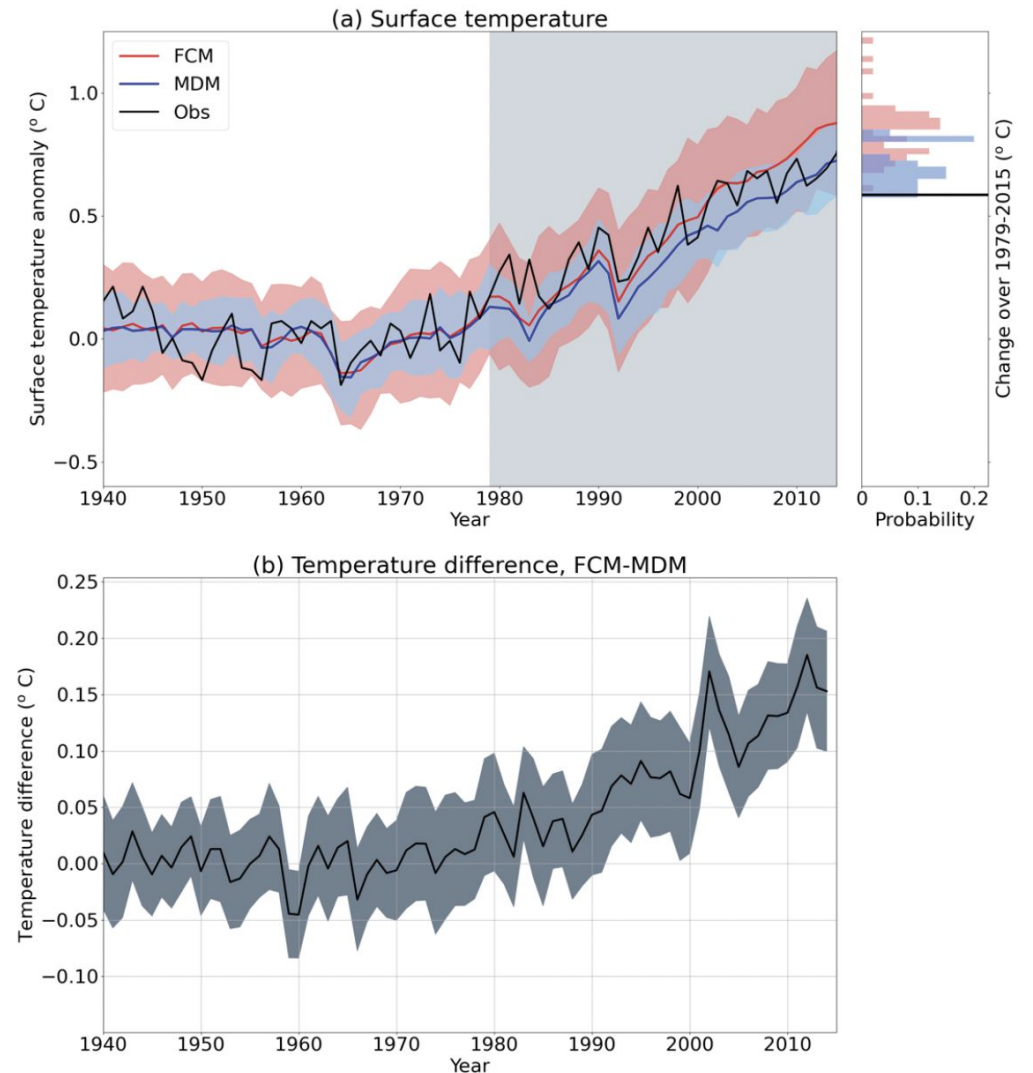 (a) Surface temperature
FCM
MDM
Obs
Surface temperature anomaly (° C)
1.0
0.5
0.0
−0.5
1940 1950 1960 1970 1980 1990 2000 2010
Year
Change over 1979-2015 (° C)
0 0.1 0.2
Probability
(b) Temperature difference, FCM-MDM
Temperature difference (° C)
0.25
0.20
0.15
0.10
0.05
0.00
−0.05
−0.10
1940 1950 1960 1970 1980 1990 2000 2010
Year